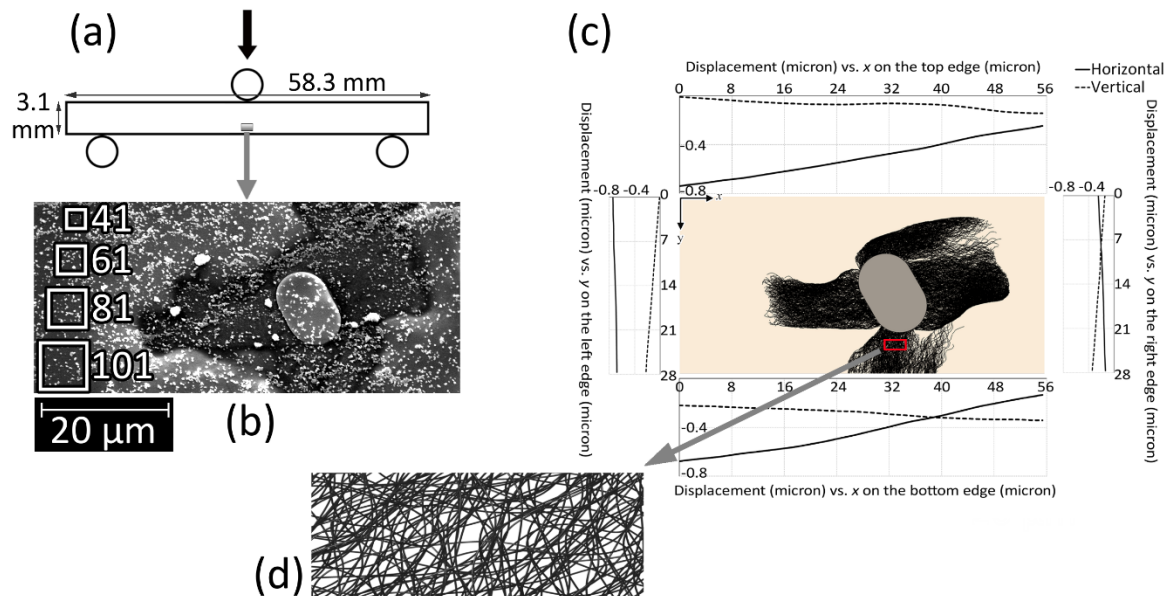 (a)
58.3 mm
3.1
mm
41
61
81
101
20 μm
(b)
(c)
Displacement (micron) vs. x on the top edge (micron)
0 8 16 24 32 40 48 56
Horizontal
Vertical
-0.4
-0.8
Displacement (micron) vs. y on the left edge (micron)
-0.8 -0.4 0
7
14
21
28
x
y
-0.8 -0.4 0
7
14
21
28
Displacement (micron) vs. y on the right edge (micron)
0 8 16 24 32 40 48 56
-0.4
-0.8
Displacement (micron) vs. x on the bottom edge (micron)
(d)